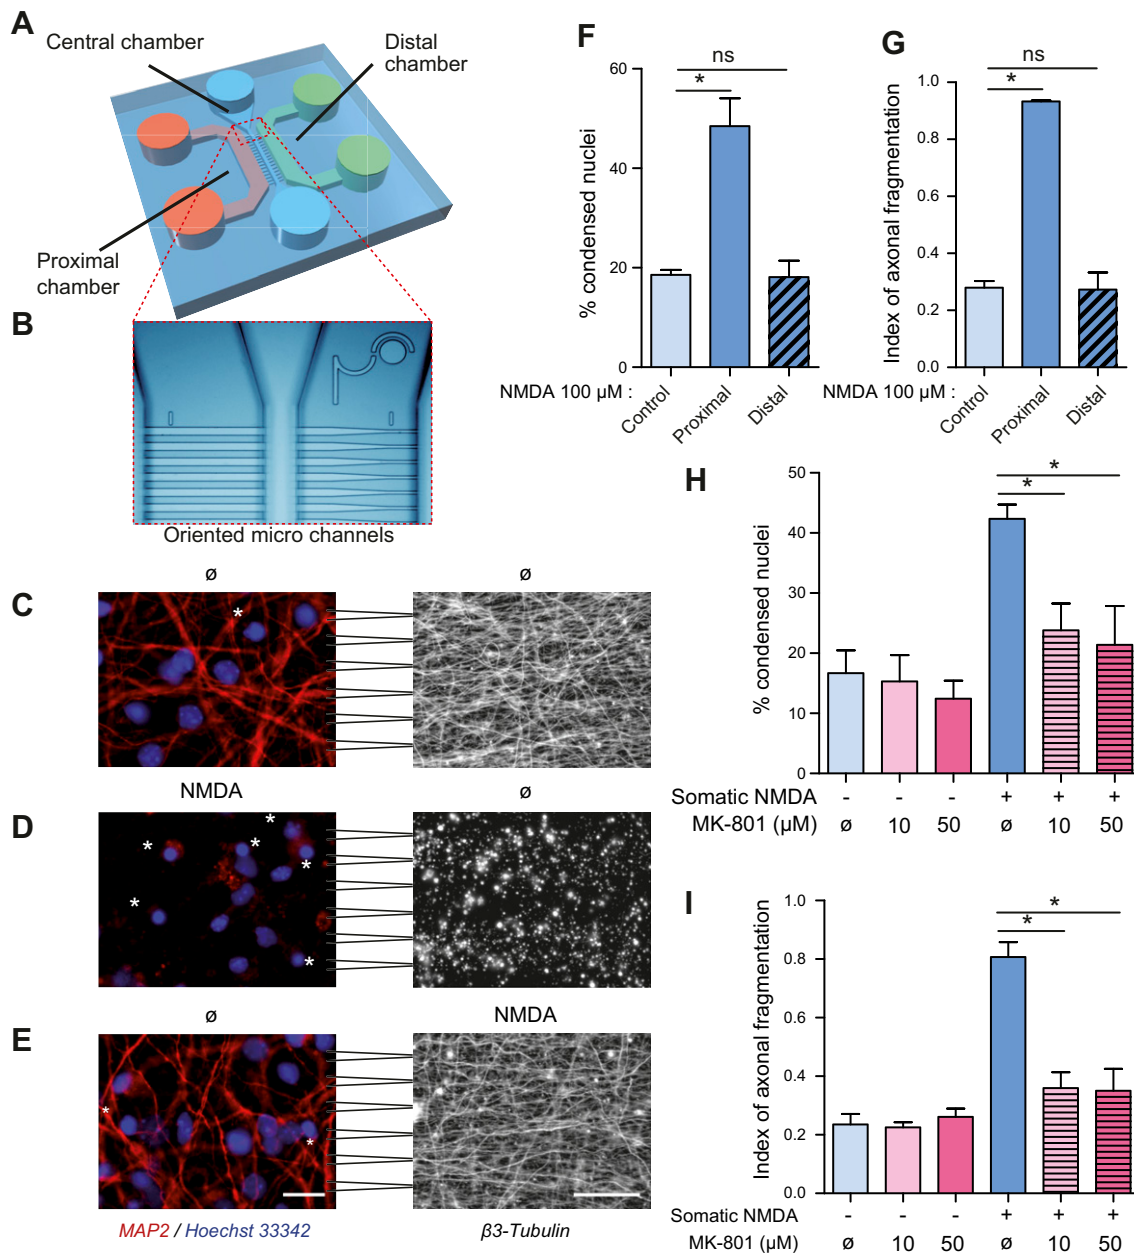 A
Central chamber
Distal
chamber
Proximal
chamber
B
Oriented micro channels
C
ø
ø
*
D
NMDA
ø
*
*
*
*
*
*
E
ø
NMDA
*
*
MAP2 / Hoechst 33342
β3-Tubulin
F
ns
*
60
40
20
0
% condensed nuclei
NMDA 100 µM :
Control
Proximal
Distal
G
ns
*
1.0
0.8
0.6
0.4
0.2
0.0
Index of axonal fragmentation
NMDA 100 µM :
Control
Proximal
Distal
H
*
*
50
40
30
20
10
0
% condensed nuclei
Somatic NMDA - - - + + +
MK-801 (µM) ø 10 50 ø 10 50
I
*
*
1.0
0.8
0.6
0.4
0.2
0.0
Index of axonal fragmentation
Somatic NMDA - - - + + +
MK-801 (µM) ø 10 50 ø 10 50